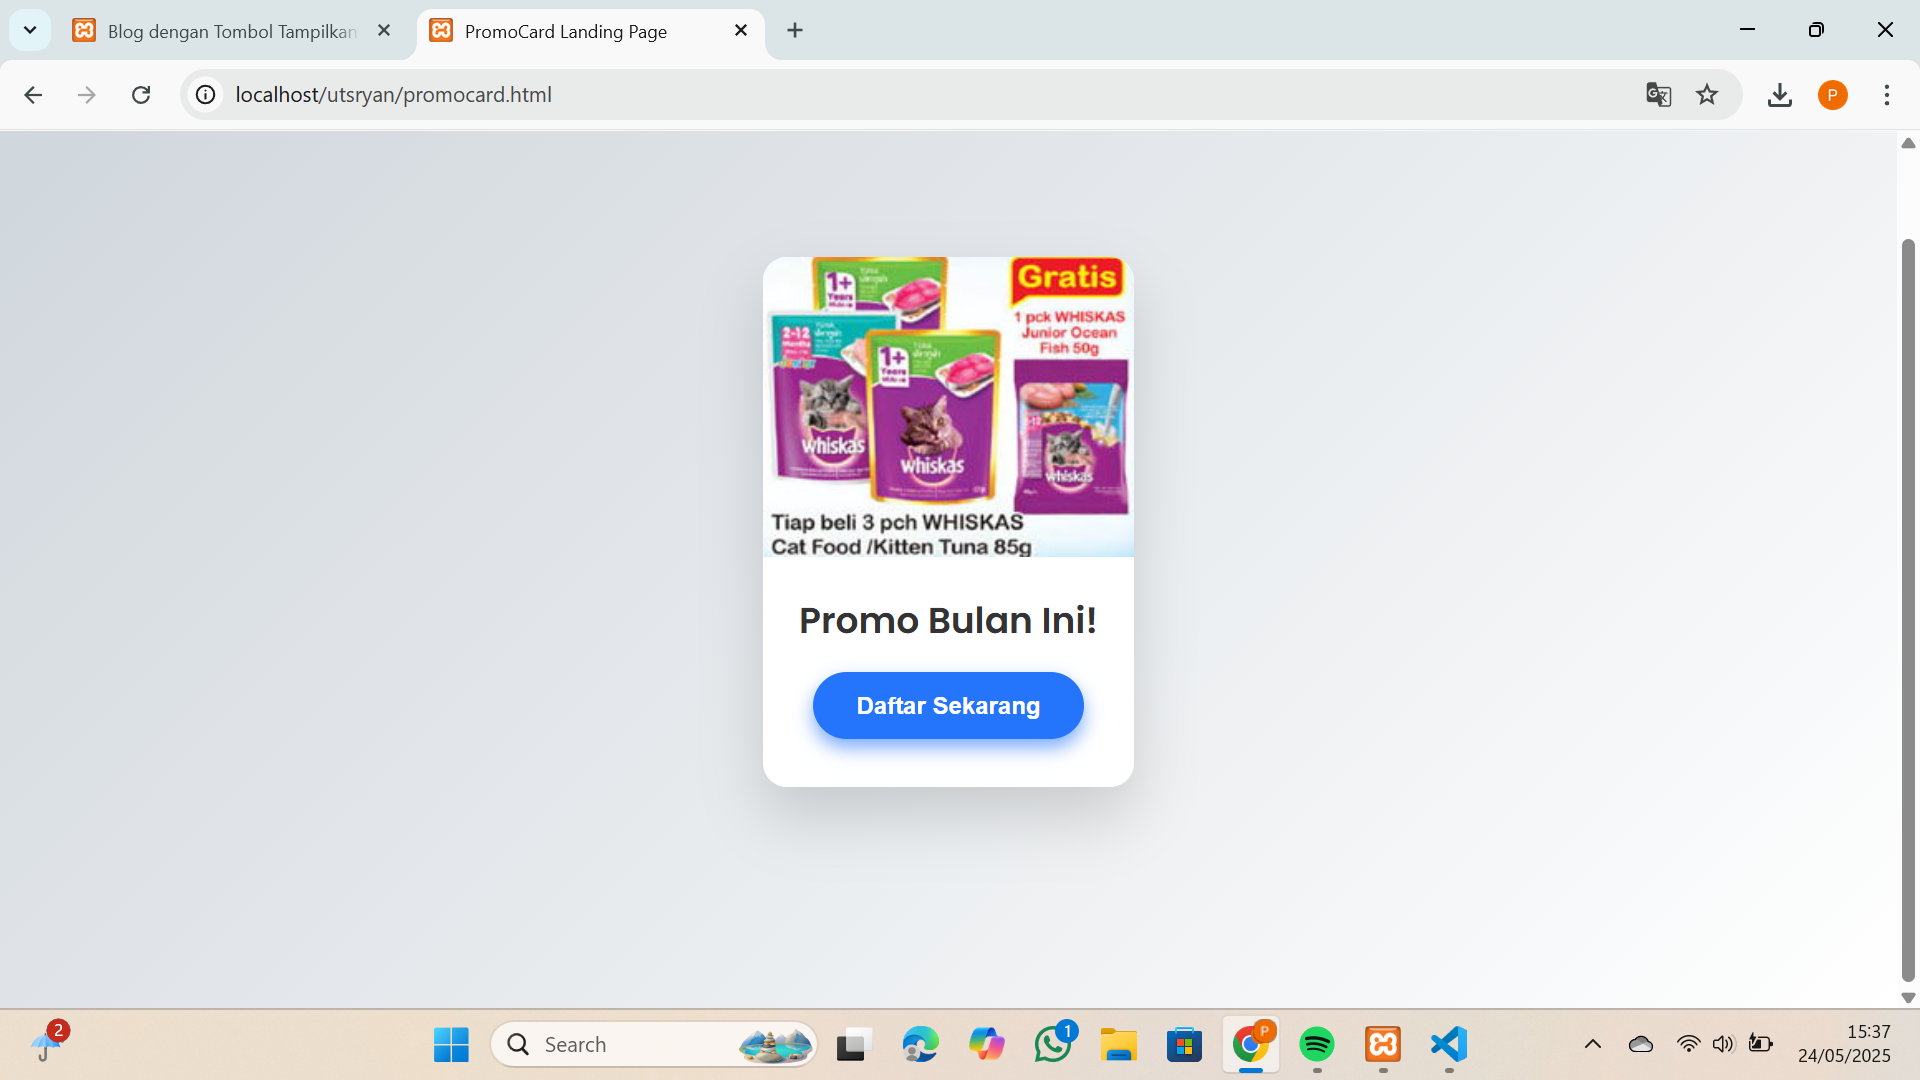 Blog dengan Tombol Tampilkan
PromoCard Landing Page
localhost/utsryan/promocard.html
P
Gratis
1 pck WHISKAS
Junior Ocean
Fish 50g
1+
Years
2-12
Months
1+
Years
whiskas
whiskas
whiskas
Tiap beli 3 pch WHISKAS
Cat Food /Kitten Tuna 85g
Promo Bulan Ini!
Daftar Sekarang
2
Search
1
P
15:37
24/05/2025